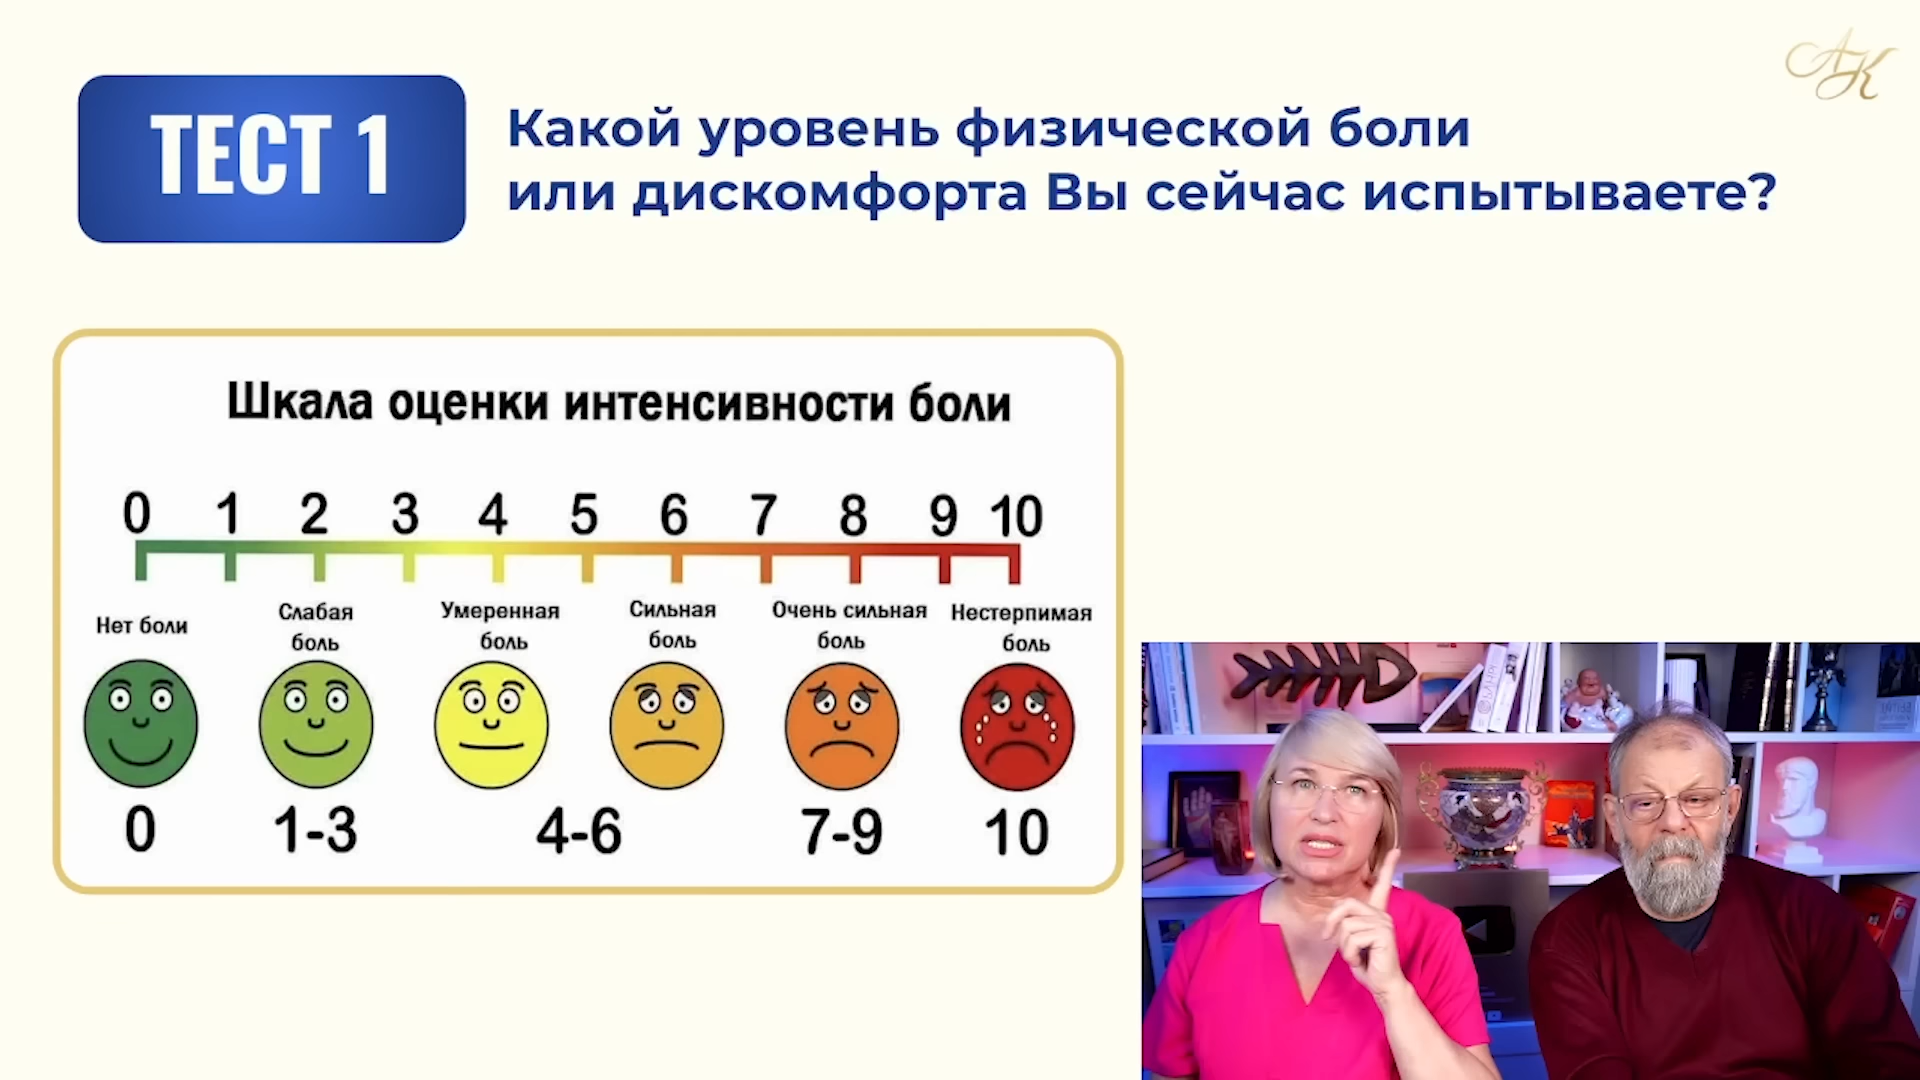 АК
ТЕСТ 1
Какой уровень физической боли
или дискомфорта Вы сейчас испытываете?
Шкала оценки интенсивности боли
0 1 2 3 4 5 6 7 8 9 10
Нет боли
Слабая
боль
Умеренная
боль
Сильная
боль
Очень сильная
боль
Нестерпимая
боль
0 1-3 4-6 7-9 10